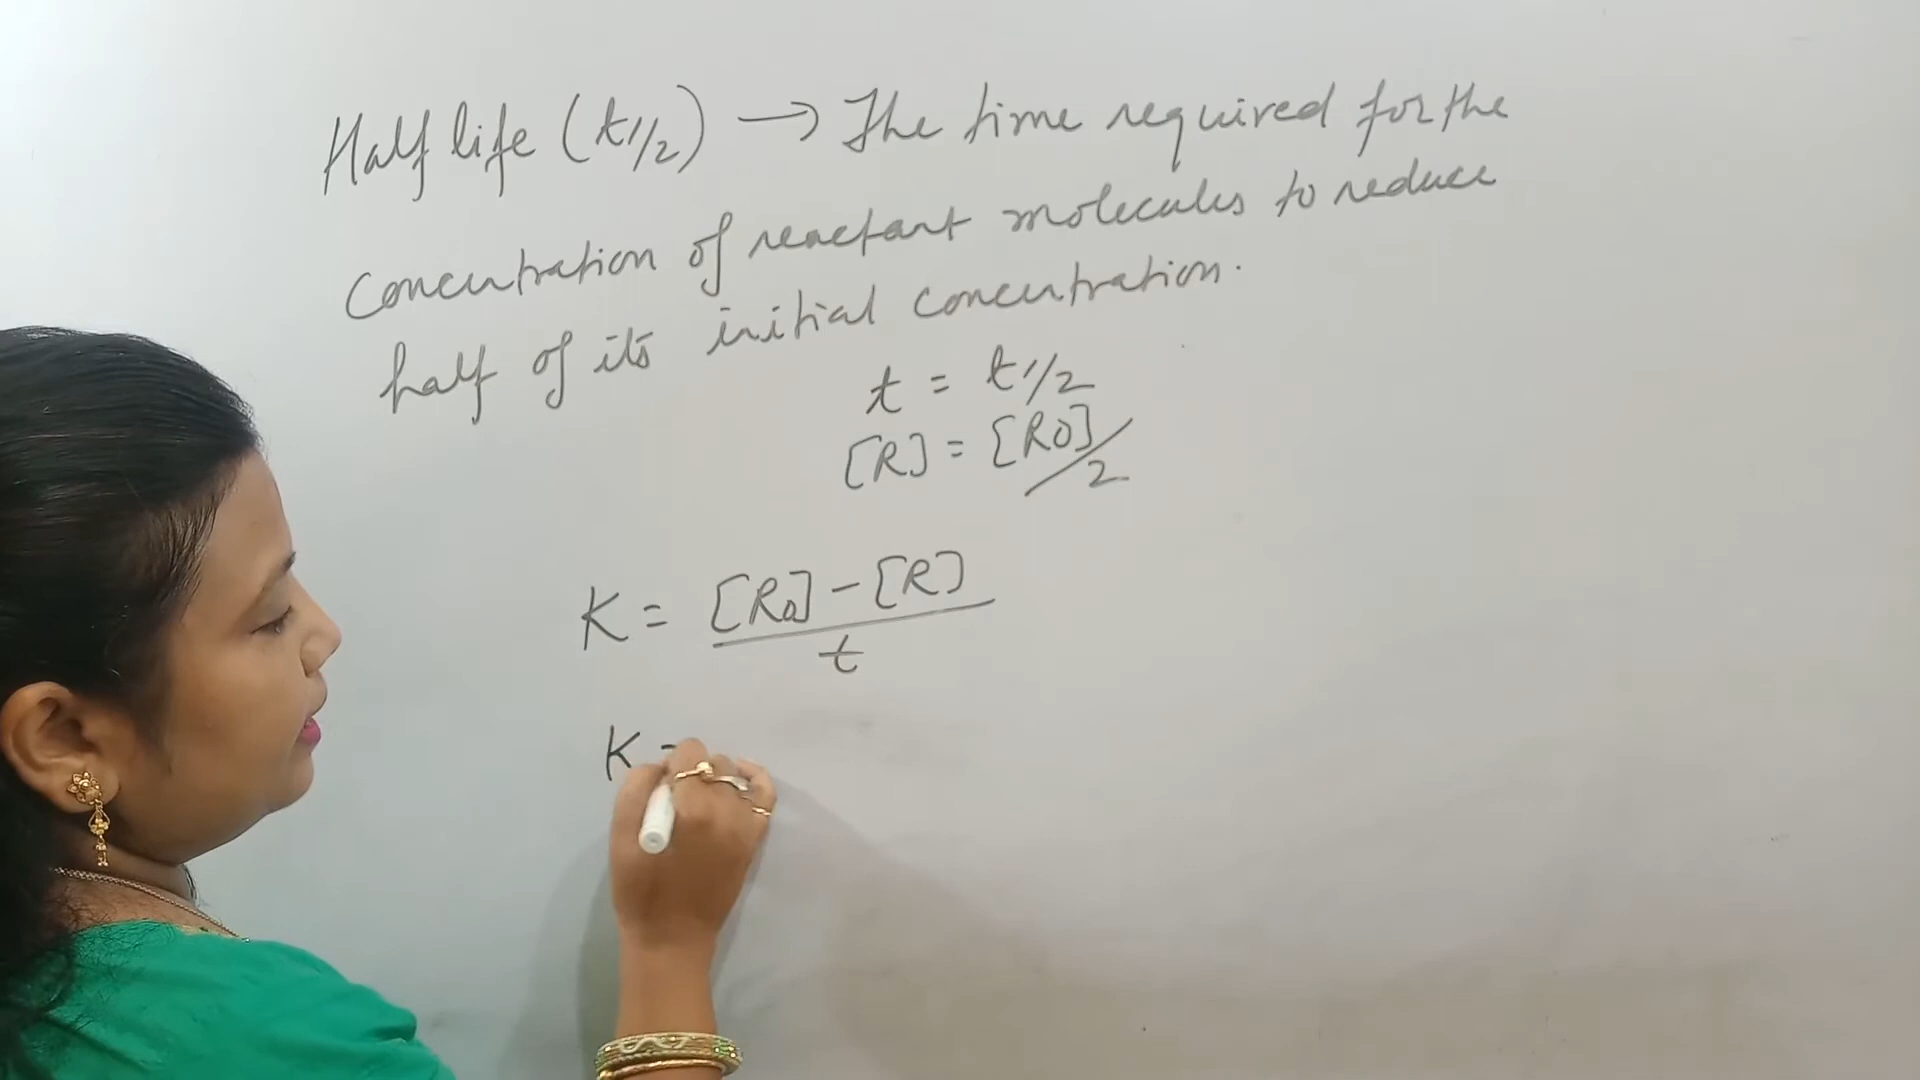 Half life (t1/2) → The time required for the
concentration of reactant molecules to reduce
half of its initial concentration.
t = t1/2
[R] = [R0]/2
K = [R0] - [R] / t
K =